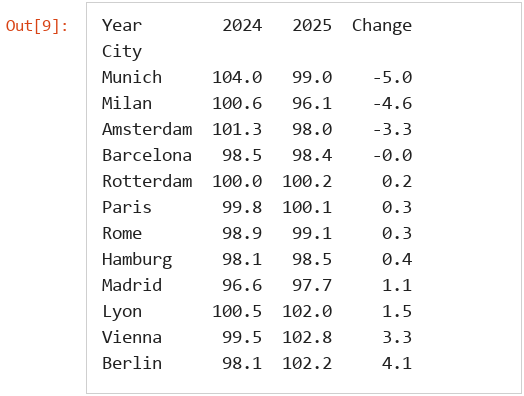 Out[9]: Year 2024 2025 Change
City
Munich 104.0 99.0 -5.0
Milan 100.6 96.1 -4.6
Amsterdam 101.3 98.0 -3.3
Barcelona 98.5 98.4 -0.0
Rotterdam 100.0 100.2 0.2
Paris 99.8 100.1 0.3
Rome 98.9 99.1 0.3
Hamburg 98.1 98.5 0.4
Madrid 96.6 97.7 1.1
Lyon 100.5 102.0 1.5
Vienna 99.5 102.8 3.3
Berlin 98.1 102.2 4.1